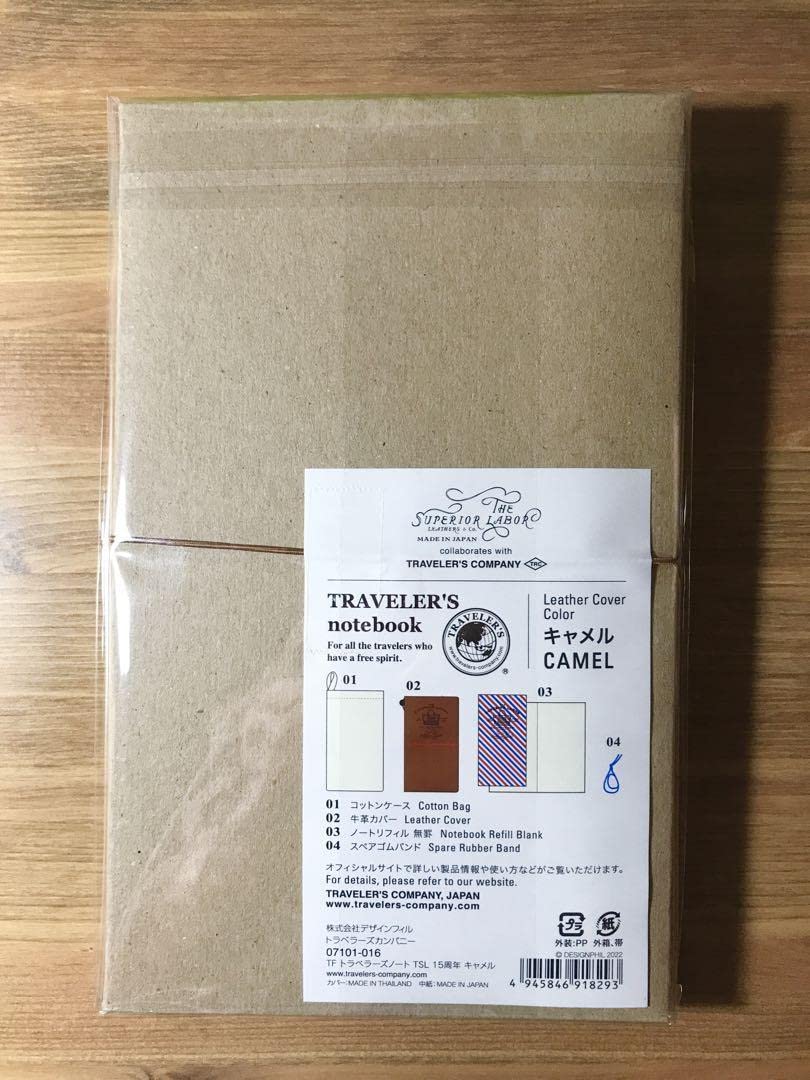 THE
SUPERIOR LABOR
LEATHERS & Co.
MADE IN JAPAN
collaborates with
TRAVELER'S COMPANY TRC
TRAVELER'S
notebook
For all the travelers who
have a free spirit.
TRAVELER'S
www.travelers-company.com
®
Leather Cover
Color
キャメル
CAMEL
01
02
03
04
01 コットンケース Cotton Bag
02 牛革カバー Leather Cover
03 ノートリフィル 無罫 Notebook Refill Blank
04 スペアゴムバンド Spare Rubber Band
オフィシャルサイトで詳しい製品情報や使い方などがご覧いただけます。
For details, please refer to our website.
TRAVELER'S COMPANY, JAPAN
www.travelers-company.com
株式会社デザインフィル
トラベラーズカンパニー
07101-016
TF トラベラーズノート TSL 15周年 キャメル
www.travelers-company.com
カバー:MADE IN THAILAND 中紙:MADE IN JAPAN
プラ
紙
外装:PP 外箱、帯
© DESIGNPHIL 2022
4 945846 918293